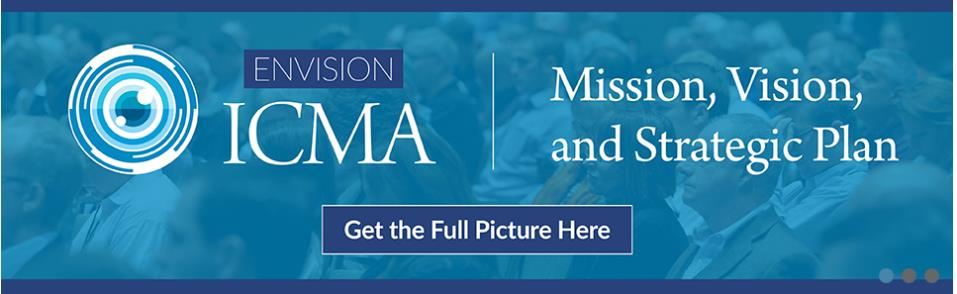 ENVISION
ICMA
Mission, Vision,
and Strategic Plan
Get the Full Picture Here